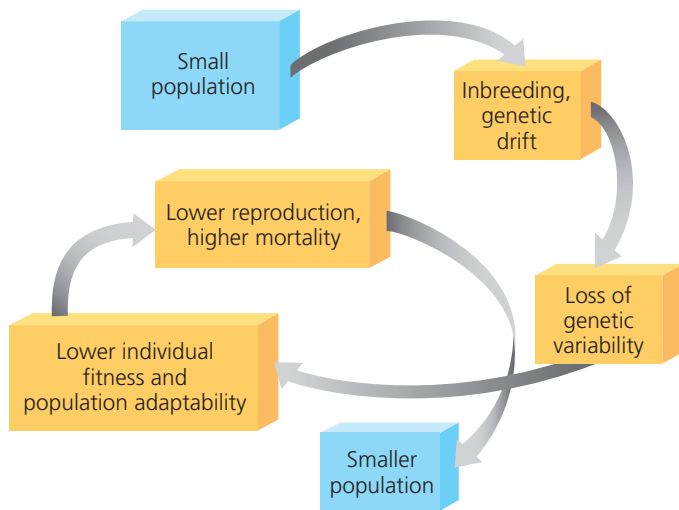 Small
population
Inbreeding,
genetic
drift
Loss of
genetic
variability
Lower individual
fitness and
population adaptability
Lower reproduction,
higher mortality
Smaller
population